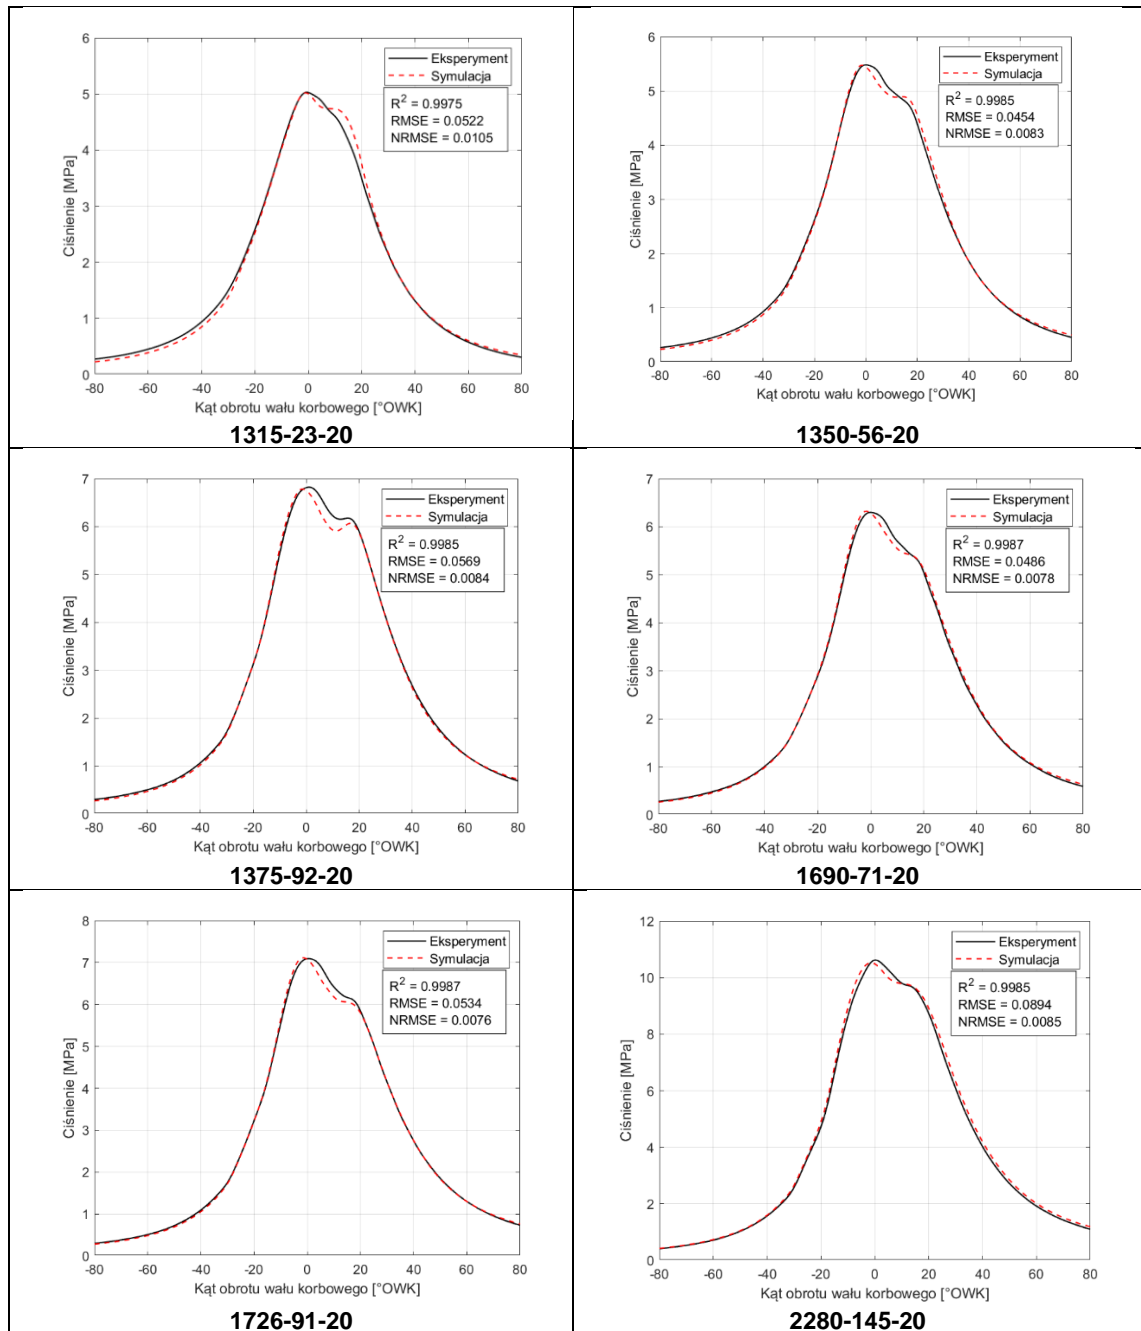 6
5
4
3
2
1
0
Ciśnienie [MPa]
Eksperyment
Symulacja
R² = 0.9975
RMSE = 0.0522
NRMSE = 0.0105
-80 -60 -40 -20 0 20 40 60 80
Kąt obrotu wału korbowego [°OWK]
1315-23-20
6
5
4
3
2
1
0
Ciśnienie [MPa]
Eksperyment
Symulacja
R² = 0.9985
RMSE = 0.0454
NRMSE = 0.0083
-80 -60 -40 -20 0 20 40 60 80
Kąt obrotu wału korbowego [°OWK]
1350-56-20
7
6
5
4
3
2
1
0
Ciśnienie [MPa]
Eksperyment
Symulacja
R² = 0.9985
RMSE = 0.0569
NRMSE = 0.0084
-80 -60 -40 -20 0 20 40 60 80
Kąt obrotu wału korbowego [°OWK]
1375-92-20
7
6
5
4
3
2
1
0
Ciśnienie [MPa]
Eksperyment
Symulacja
R² = 0.9987
RMSE = 0.0486
NRMSE = 0.0078
-80 -60 -40 -20 0 20 40 60 80
Kąt obrotu wału korbowego [°OWK]
1690-71-20
8
7
6
5
4
3
2
1
0
Ciśnienie [MPa]
Eksperyment
Symulacja
R² = 0.9987
RMSE = 0.0534
NRMSE = 0.0076
-80 -60 -40 -20 0 20 40 60 80
Kąt obrotu wału korbowego [°OWK]
1726-91-20
12
10
8
6
4
2
0
Ciśnienie [MPa]
Eksperyment
Symulacja
R² = 0.9985
RMSE = 0.0894
NRMSE = 0.0085
-80 -60 -40 -20 0 20 40 60 80
Kąt obrotu wału korbowego [°OWK]
2280-145-20